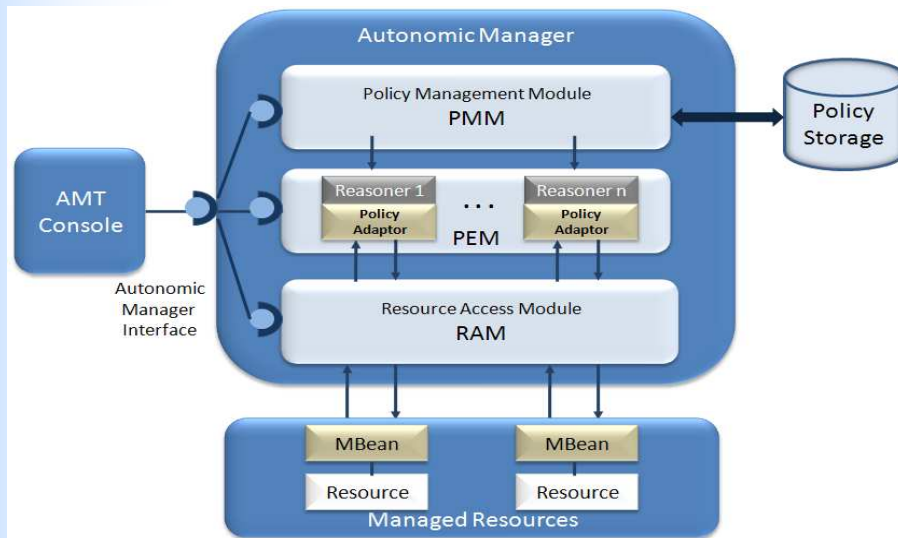 Autonomic Manager
Policy Management Module
PMM
Policy
Storage
AMT
Console
Reasoner 1
Policy
Adaptor
...
Reasoner n
Policy
Adaptor
PEM
Autonomic
Manager
Interface
Resource Access Module
RAM
MBean
MBean
Resource
Resource
Managed Resources